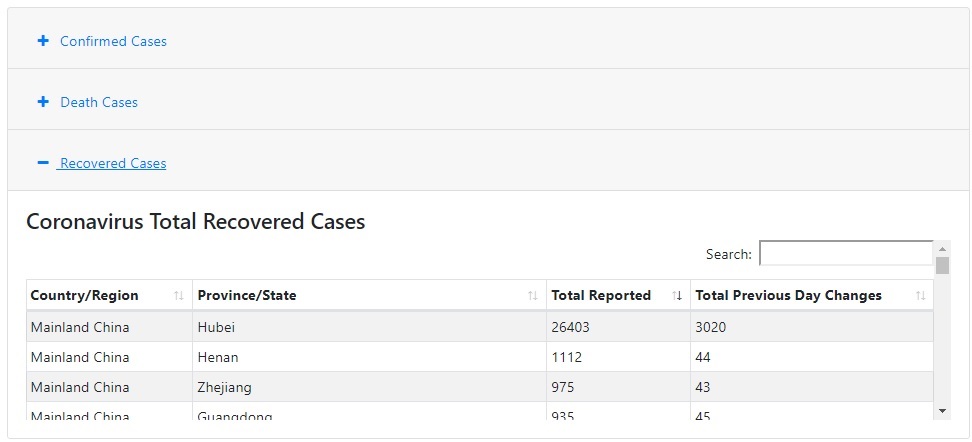 Confirmed Cases
Death Cases
Recovered Cases
Coronavirus Total Recovered Cases
Search:
Country/Region Province/State Total Reported Total Previous Day Changes
Mainland China Hubei 26403 3020
Mainland China Henan 1112 44
Mainland China Zhejiang 975 43
Mainland China Guangdong 935 45